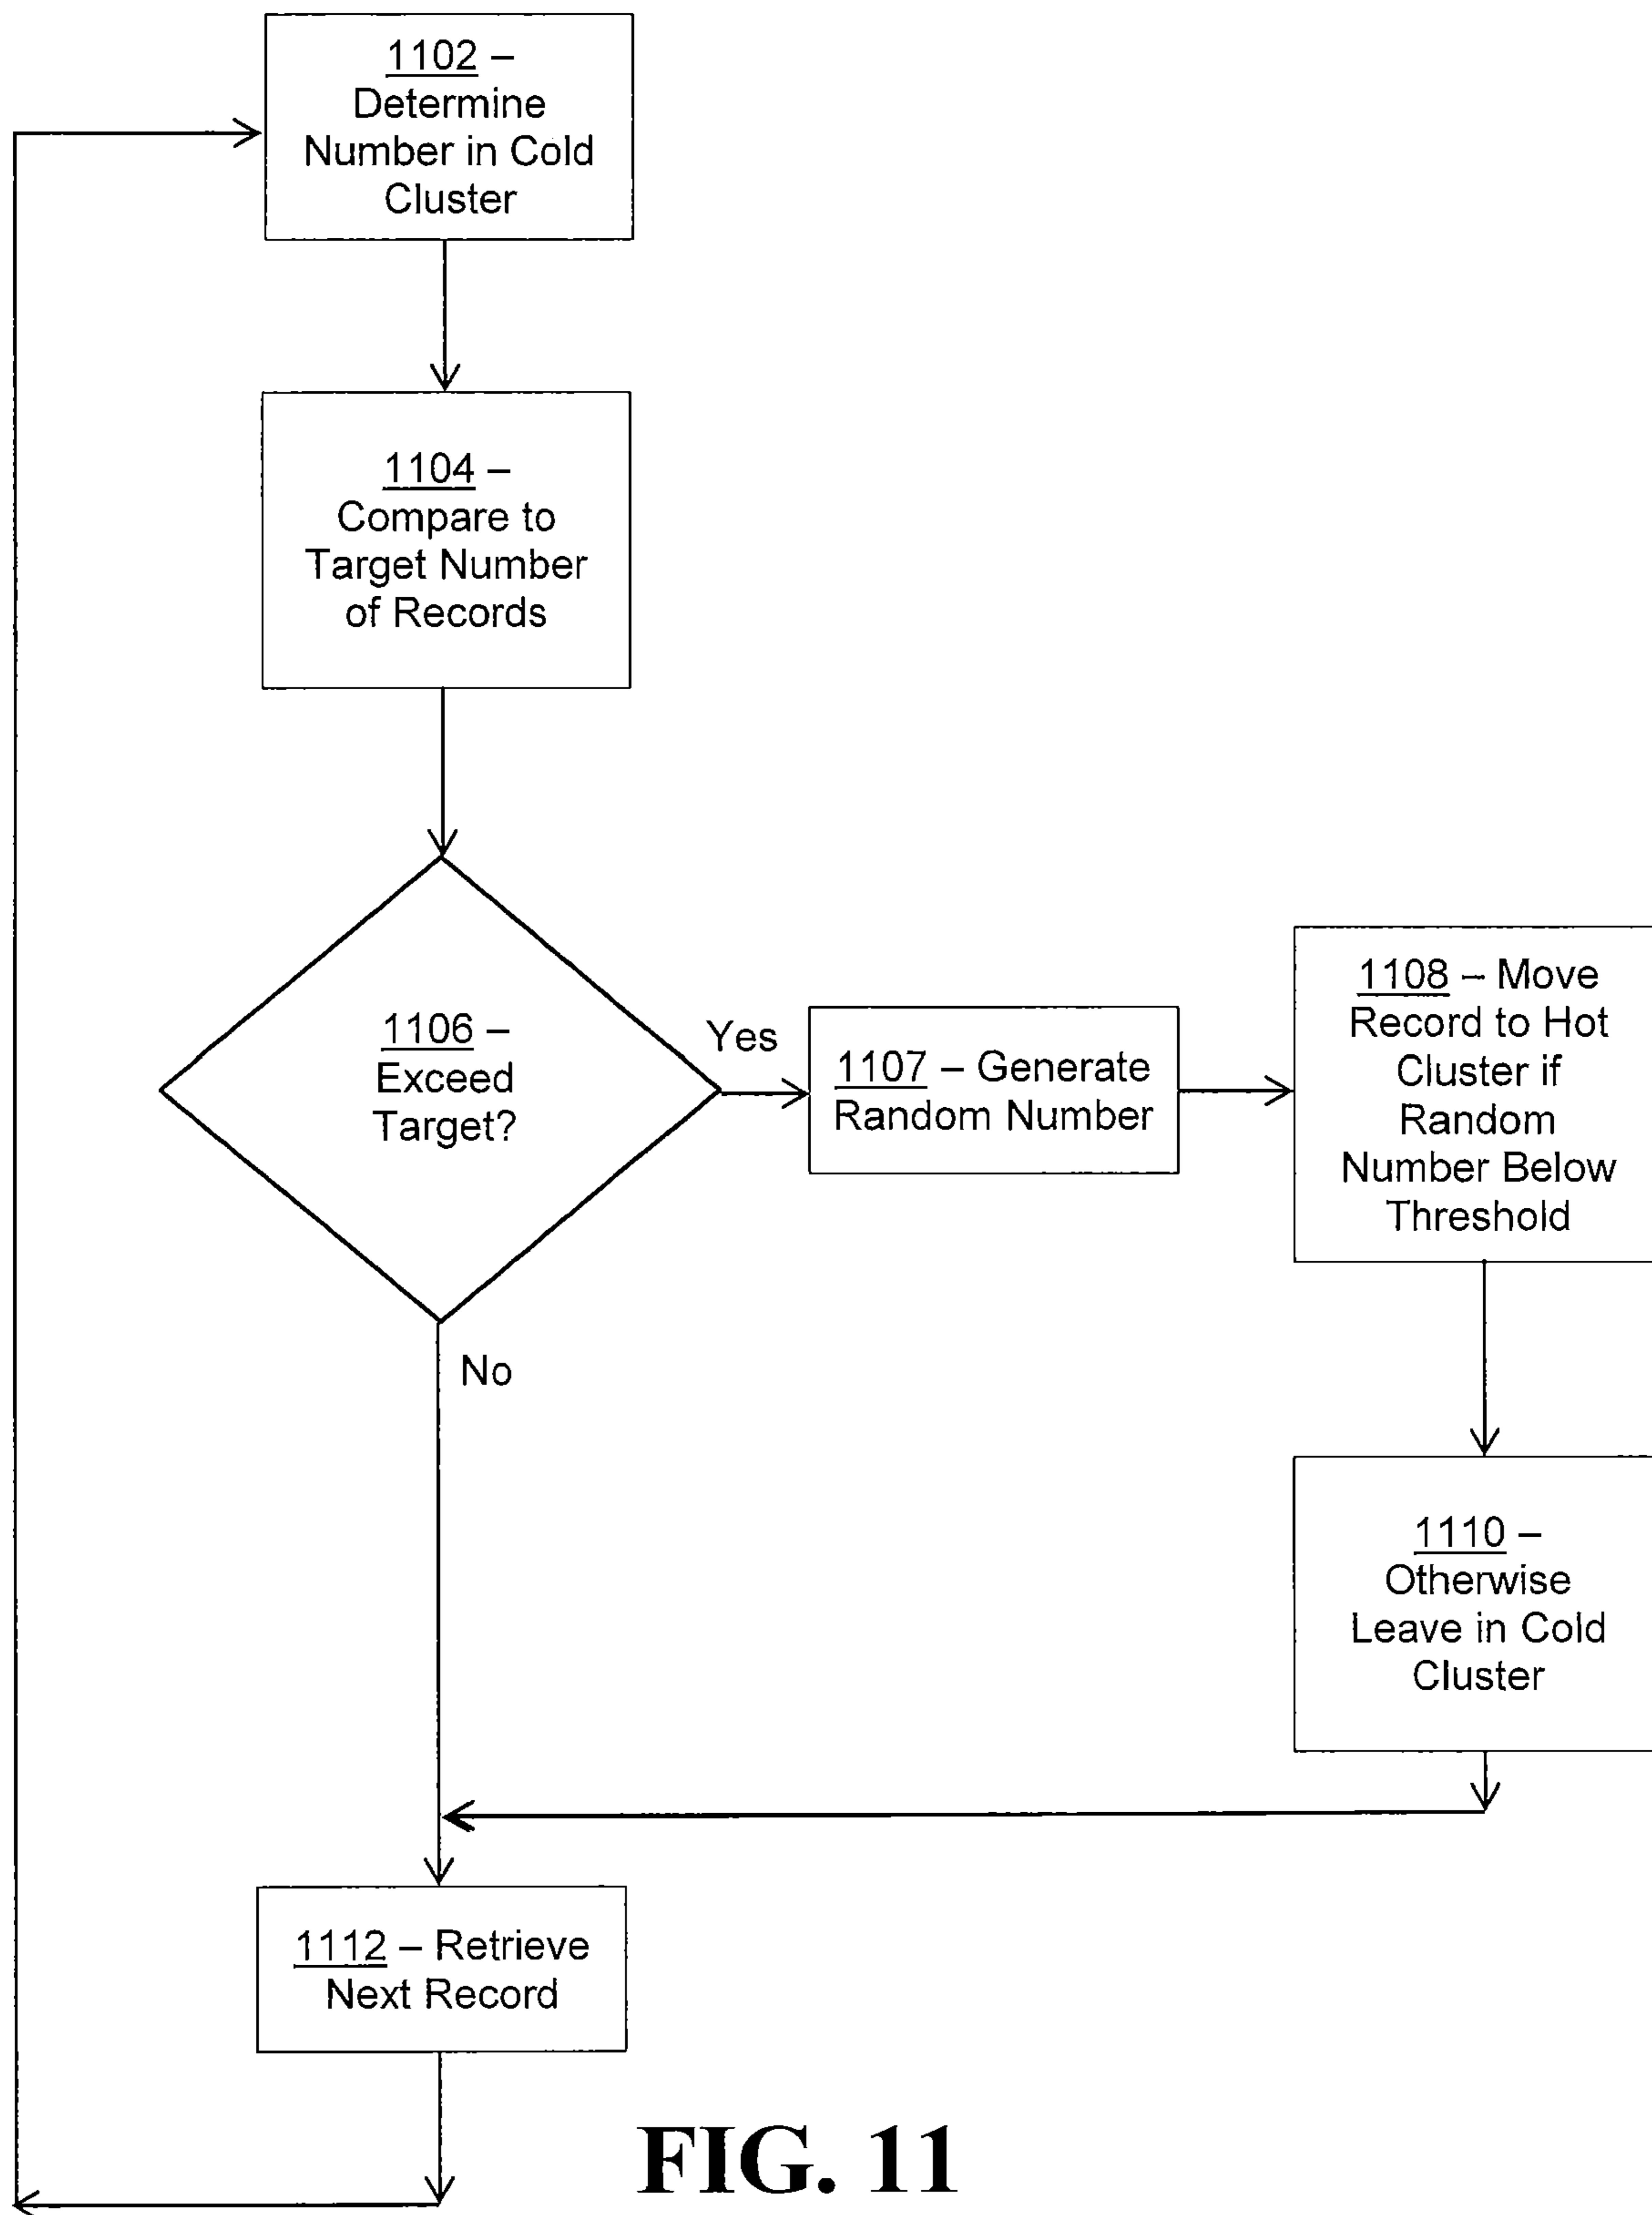 1102 –
Determine
Number in Cold
Cluster
1104 –
Compare to
Target Number
of Records
1106 –
Exceed
Target?
Yes
No
1107 – Generate
Random Number
1108 – Move
Record to Hot
Cluster if
Random
Number Below
Threshold
1110 –
Otherwise
Leave in Cold
Cluster
1112 – Retrieve
Next Record
FIG. 11